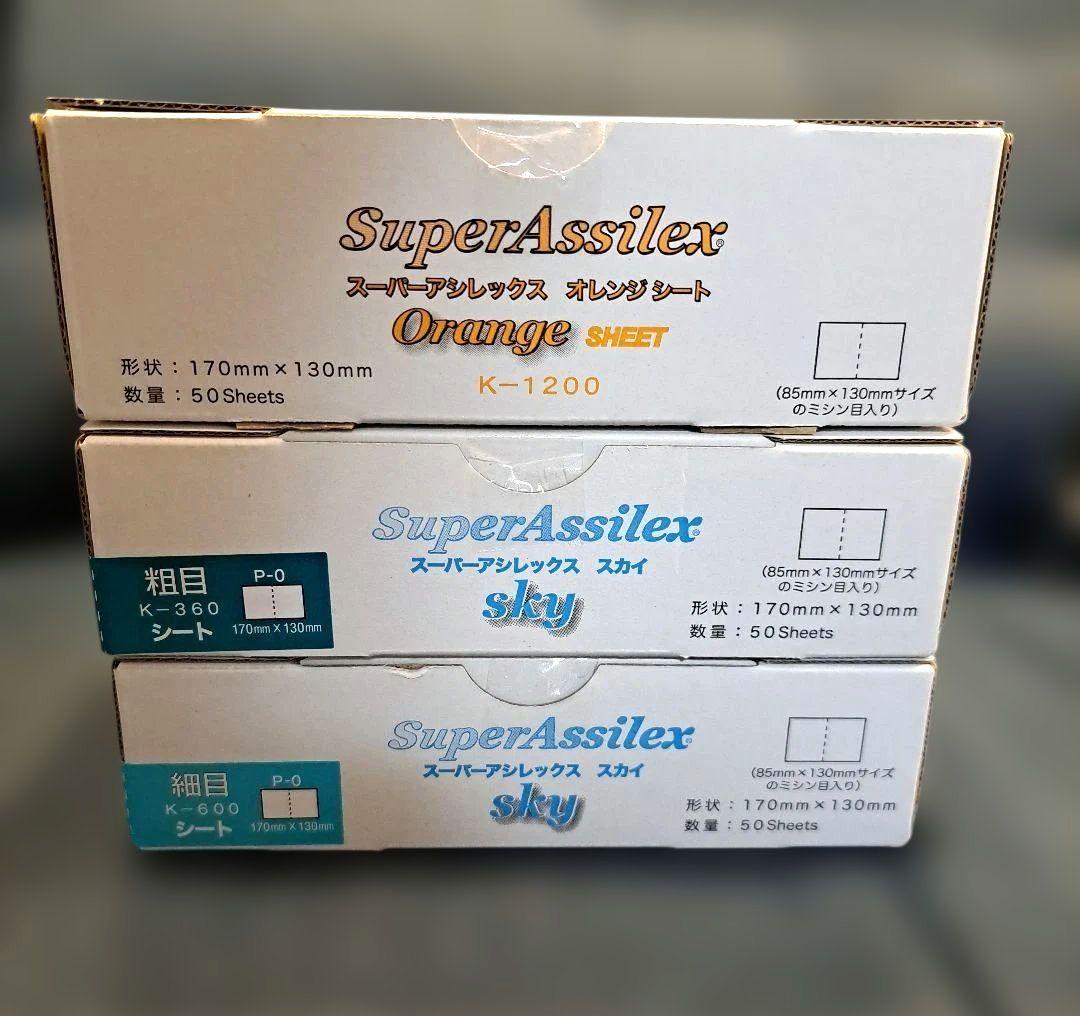 SuperAssilex®
スーパーアシレックス オレンジ シート
Orange SHEET
K－1200
形状：170mm×130mm
数量：50Sheets
(85mm×130mmサイズ
のミシン目入り)
SuperAssilex®
スーパーアシレックス スカイ
sky
粗目
K－360
シート
P-0
170mm×130mm
(85mm×130mmサイズ
のミシン目入り)
形状：170mm×130mm
数量：50Sheets
SuperAssilex®
スーパーアシレックス スカイ
sky
細目
K－600
シート
P-0
170mm×130mm
(85mm×130mmサイズ
のミシン目入り)
形状：170mm×130mm
数量：50Sheets